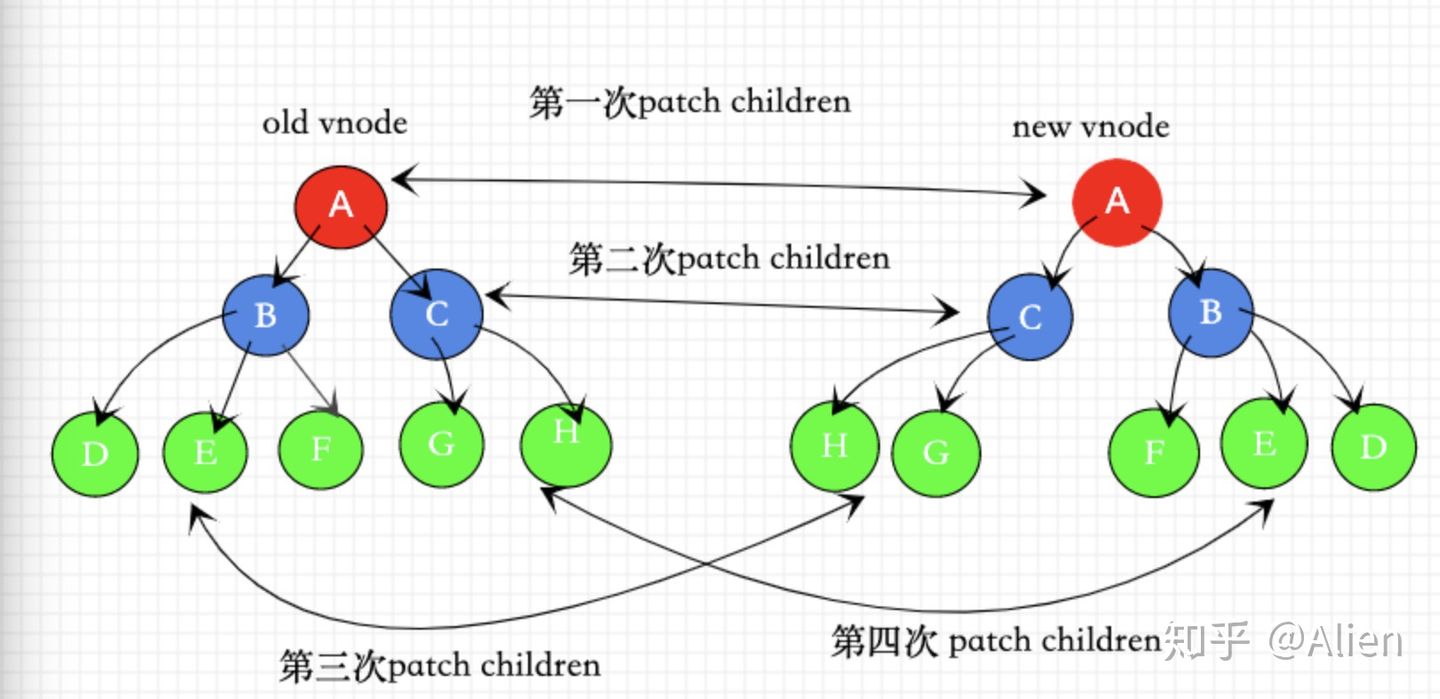 第一次patch children
old vnode
new vnode
A
A
第二次patch children
B
C
C
B
D
E
F
G
H
H
G
F
E
D
第三次patch children
第四次 patch children
知乎 @Alien